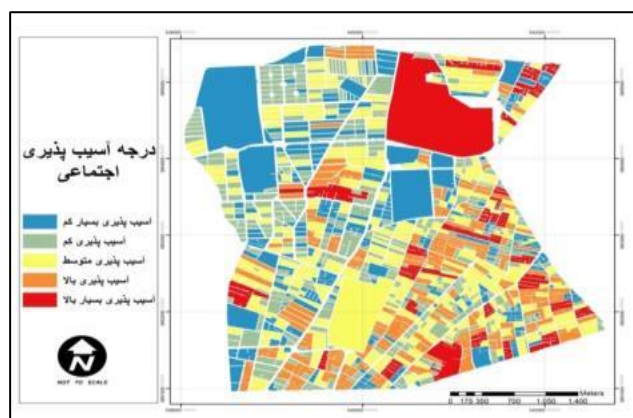 درجه آسیب پذیری
اجتماعی
آسیب پذیری بسیار کم
آسیب پذیری کم
آسیب پذیری متوسط
آسیب پذیری بالا
آسیب پذیری بسیار بالا
N
NOT TO SCALE
Meters
0 175 350 700 1,050 1,400